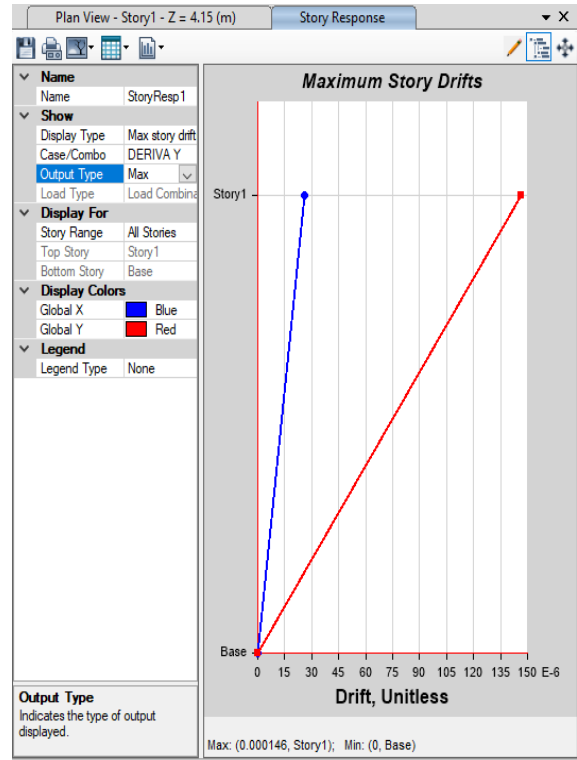 Plan View - Story1 - Z = 4.15 (m)
Story Response
Name
Name StoryResp1
Show
Display Type Max story drift
Case/Combo DERIVA Y
Output Type Max
Load Type Load Combina
Display For
Story Range All Stories
Top Story Story1
Bottom Story Base
Display Colors
Global X Blue
Global Y Red
Legend
Legend Type None
Output Type
Indicates the type of output
displayed.
Maximum Story Drifts
Story1
Base
0 15 30 45 60 75 90 105 120 135 150 E-6
Drift, Unitless
Max: (0.000146, Story1); Min: (0, Base)